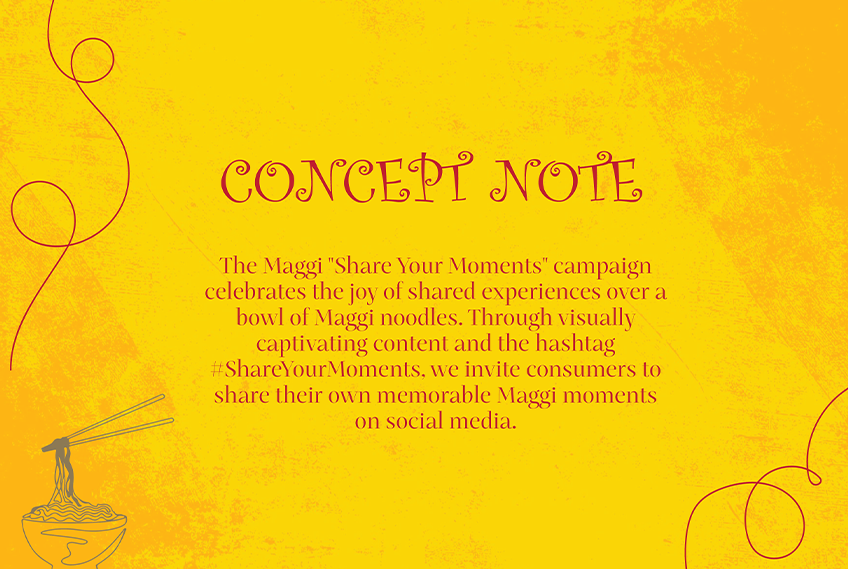 CONCEPT NOTE
The Maggi "Share Your Moments" campaign
celebrates the joy of shared experiences over a
bowl of Maggi noodles. Through visually
captivating content and the hashtag
#ShareYourMoments, we invite consumers to
share their own memorable Maggi moments
on social media.